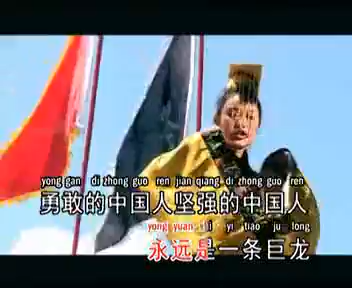 yong gan di zhong guo ren jian qiang di zhong guo ren
勇敢的中国人坚强的中国人
yong yuan shi yi tiao ju long
永远是一条巨龙